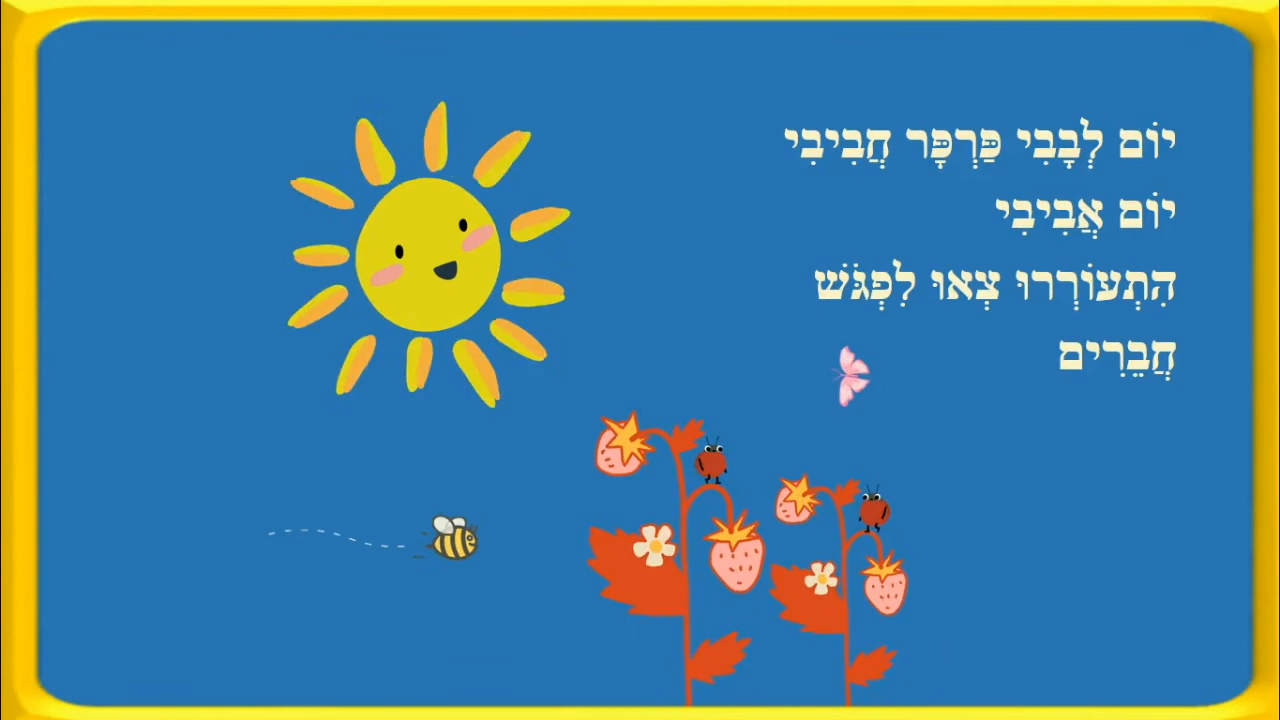 יוֹם לְבָבִי פַּרְפָּר חֲבִיבִי
יוֹם אֲבִיבִי
הִתְעוֹרְרוּ צְאוּ לִפְגֹּשׁ
חֲבֵרִים